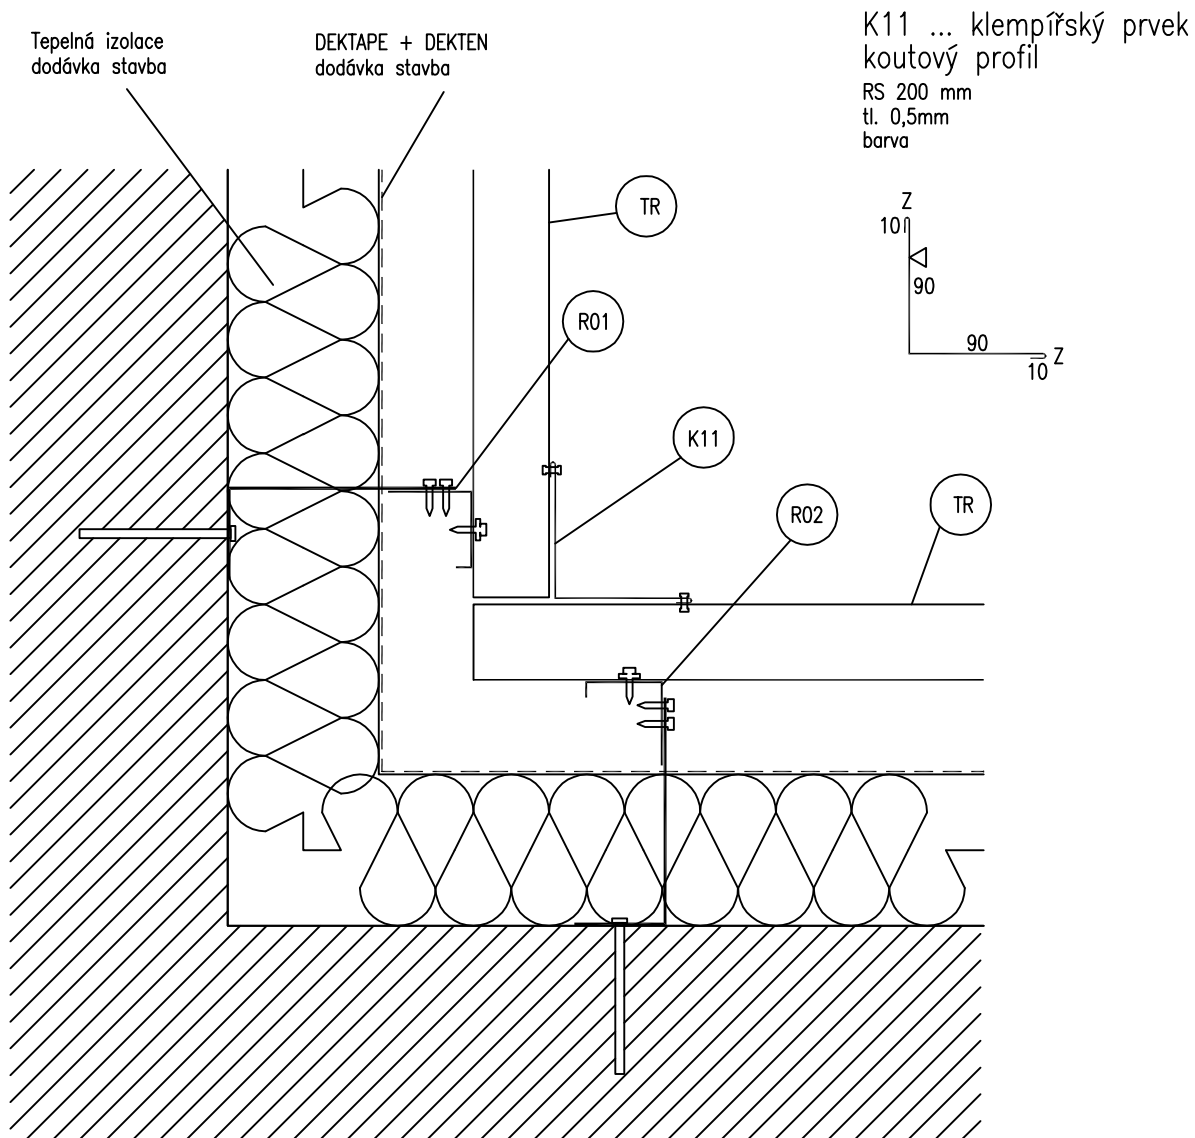 Tepelná izolace
dodávka stavba
DEKTAPE + DEKTEN
dodávka stavba
K11 ... klempířský prvek
koutový profil
RS 200 mm
tl. 0,5mm
barva
Z
10
90
90
Z
10
TR
R01
K11
R02
TR